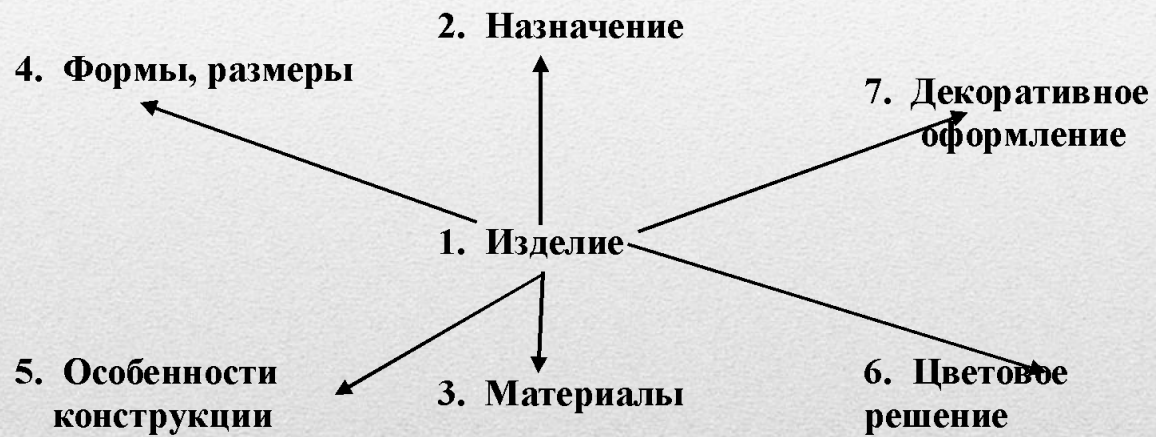 2. Назначение
4. Формы, размеры
7. Декоративное
оформление
1. Изделие
5. Особенности
конструкции
3. Материалы
6. Цветовое
решение